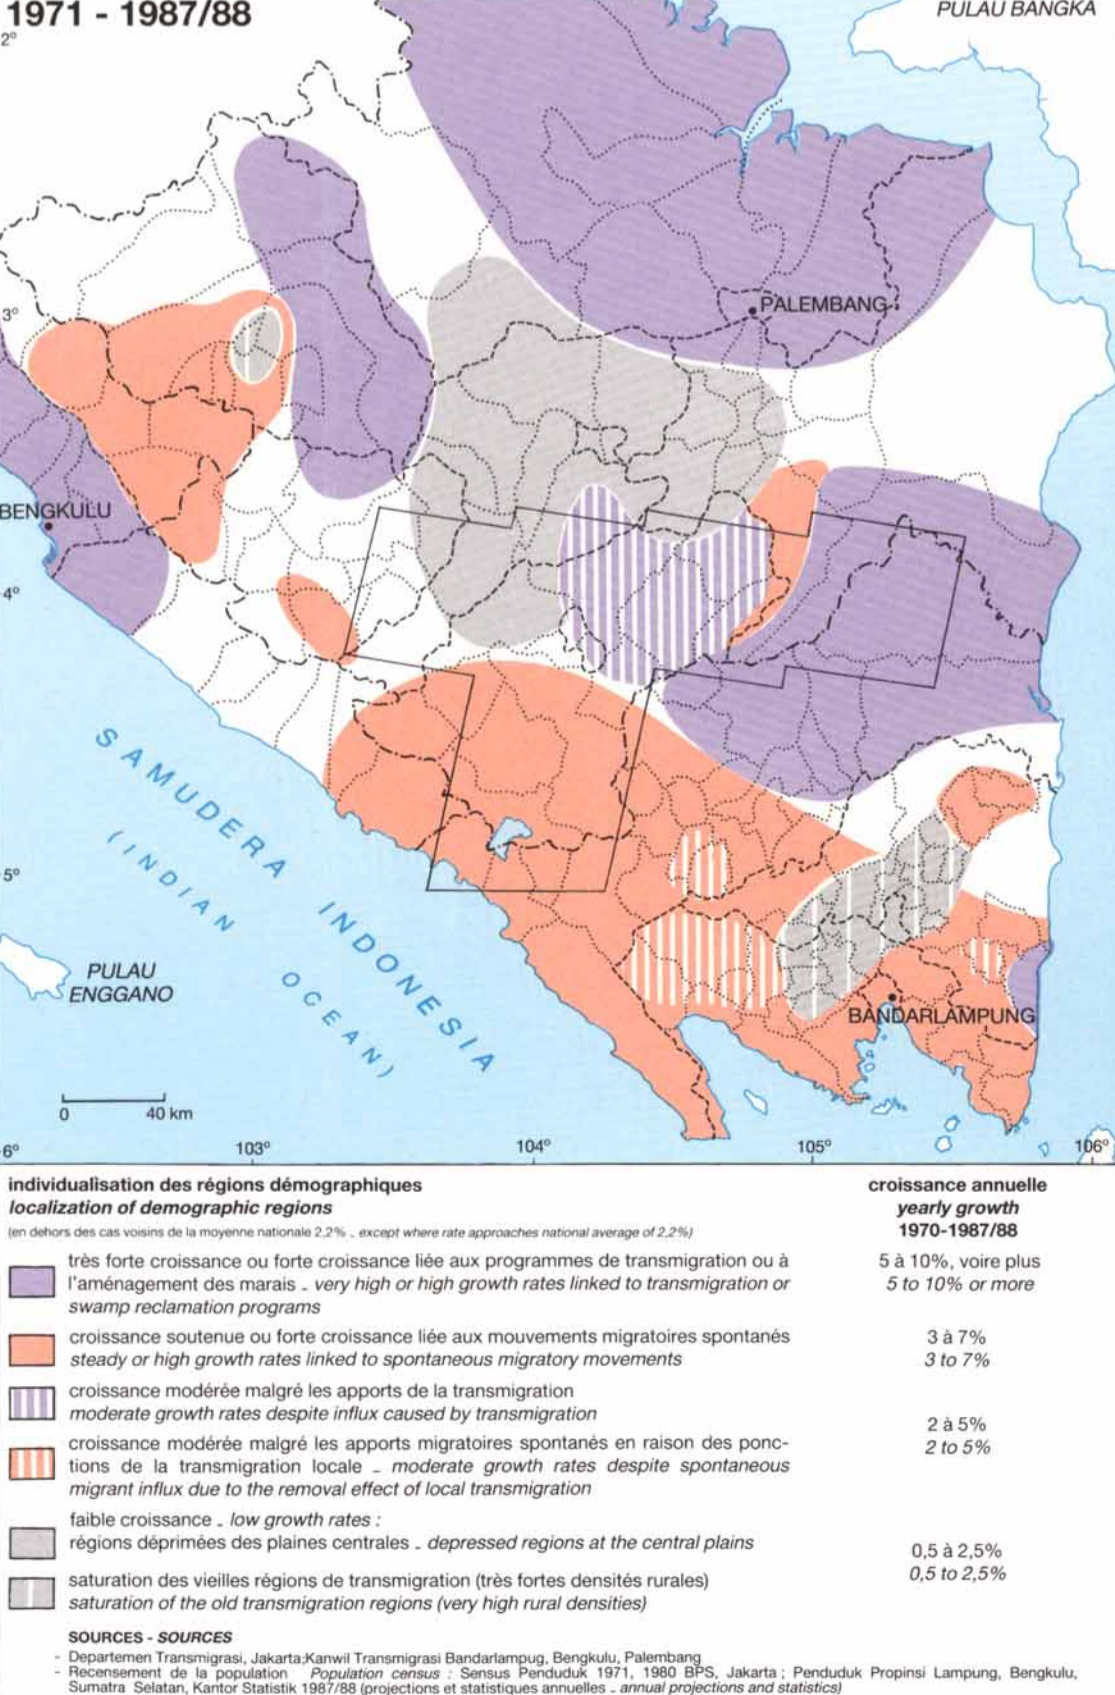 1971 - 1987/88
PULAU BANGKA
2°
3°
PALEMBANG
BENGKULU
4°
SAMUDERA INDONESIA
(INDIAN OCEAN)
5°
PULAU
ENGGANO
BANDARLAMPUNG
0 40 km
6° 103° 104° 105° 106°
individualisation des régions démographiques
localization of demographic regions
(en dehors des cas voisins de la moyenne nationale 2,2% - except where rate approaches national average of 2,2%)
croissance annuelle
yearly growth
1970-1987/88
très forte croissance ou forte croissance liée aux programmes de transmigration ou à
l'aménagement des marais - very high or high growth rates linked to transmigration or
swamp reclamation programs
5 à 10%, voire plus
5 to 10% or more
croissance soutenue ou forte croissance liée aux mouvements migratoires spontanés
steady or high growth rates linked to spontaneous migratory movements
3 à 7%
3 to 7%
croissance modérée malgré les apports de la transmigration
moderate growth rates despite influx caused by transmigration
croissance modérée malgré les apports migratoires spontanés en raison des ponc-
tions de la transmigration locale - moderate growth rates despite spontaneous
migrant influx due to the removal effect of local transmigration
2 à 5%
2 to 5%
faible croissance - low growth rates :
régions déprimées des plaines centrales - depressed regions at the central plains
saturation des vieilles régions de transmigration (très fortes densités rurales)
saturation of the old transmigration regions (very high rural densities)
0,5 à 2,5%
0,5 to 2,5%
SOURCES - SOURCES
- Departemen Transmigrasi, Jakarta;Kanwil Transmigrasi Bandarlampug, Bengkulu, Palembang
- Recensement de la population Population census : Sensus Penduduk 1971, 1980 BPS, Jakarta ; Penduduk Propinsi Lampung, Bengkulu,
Sumatra Selatan, Kantor Statistik 1987/88 (projections et statistiques annuelles - annual projections and statistics)